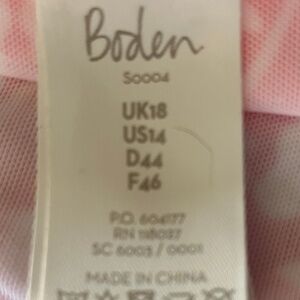 Boden
S0004
UK18
US14
D44
F46
P.O. 604177
RN 118037
SC 6003 / 0001
MADE IN CHINA